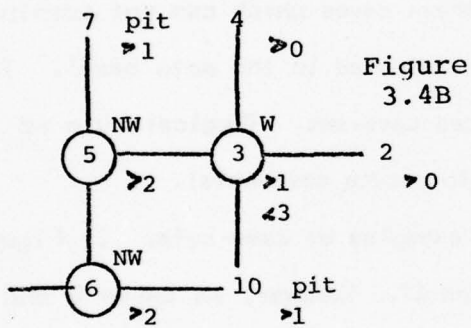 7 pit 4
≥1 ≥0
Figure
3.4B
NW W
5 3 2
≥2 ≥1 ≥0
≤3
NW
6 10 pit
≥2 ≥1